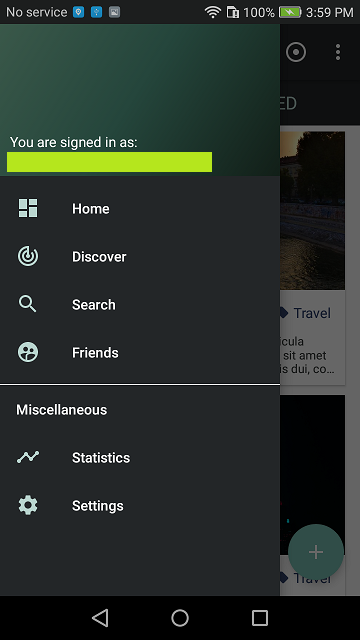 No service
100% 3:59 PM
ED
You are signed in as:
Home
Discover
Search
Friends
Miscellaneous
Statistics
Settings
Travel
icula
sit amet
is dui, co...
Travel